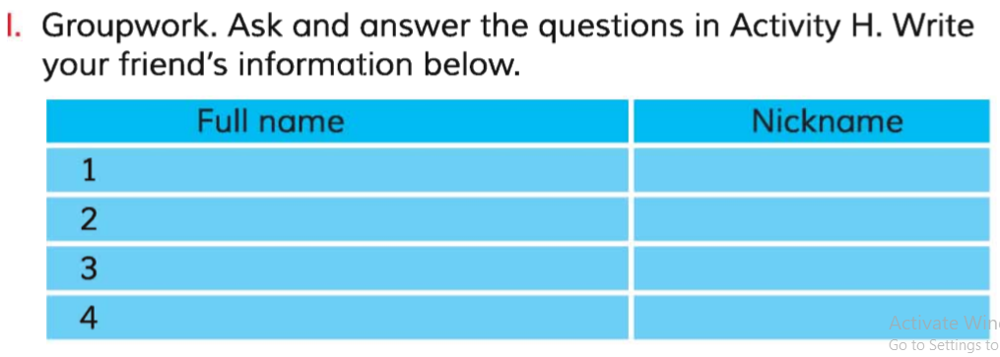 I. Groupwork. Ask and answer the questions in Activity H. Write
your friend's information below.
Full name Nickname
1
2
3
4
Activate Win
Go to Settings to